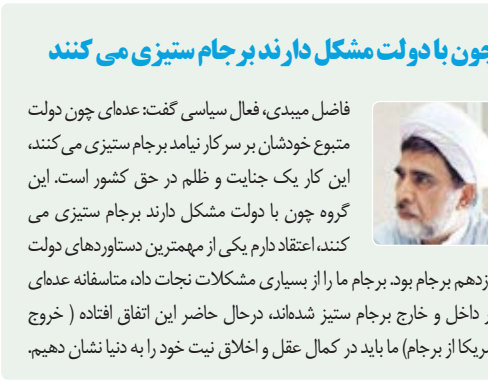 چون با دولت مشکل دارند برجام ستیزی می کنند
فاضل میبدی، فعال سیاسی گفت: عده‌ای چون دولت
متبوع خودشان بر سر کار نیامد برجام ستیزی می کنند،
این کار یک جنایت و ظلم در حق کشور است. این
گروه چون با دولت مشکل دارند برجام ستیزی می
کنند، اعتقاد دارم یکی از مهمترین دستاوردهای دولت
زدهم برجام بود. برجام ما را از بسیاری مشکلات نجات داد، متاسفانه عده‌ای
ر داخل و خارج برجام ستیز شده‌اند، درحال حاضر این اتفاق افتاده ( خروج
مریکا از برجام) ما باید در کمال عقل و اخلاق نیت خود را به دنیا نشان دهیم.